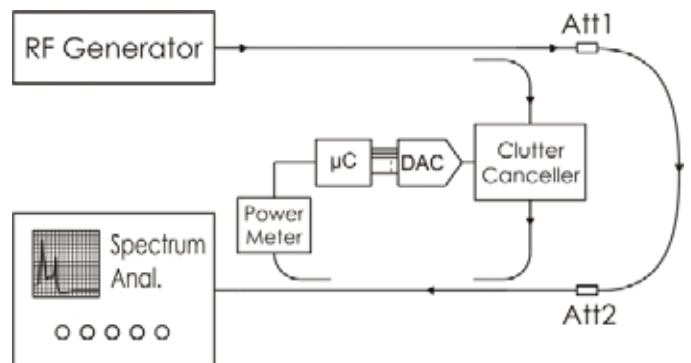 RF Generator
Att1
µC
DAC
Clutter
Canceller
Power
Meter
Spectrum
Anal.
Att2